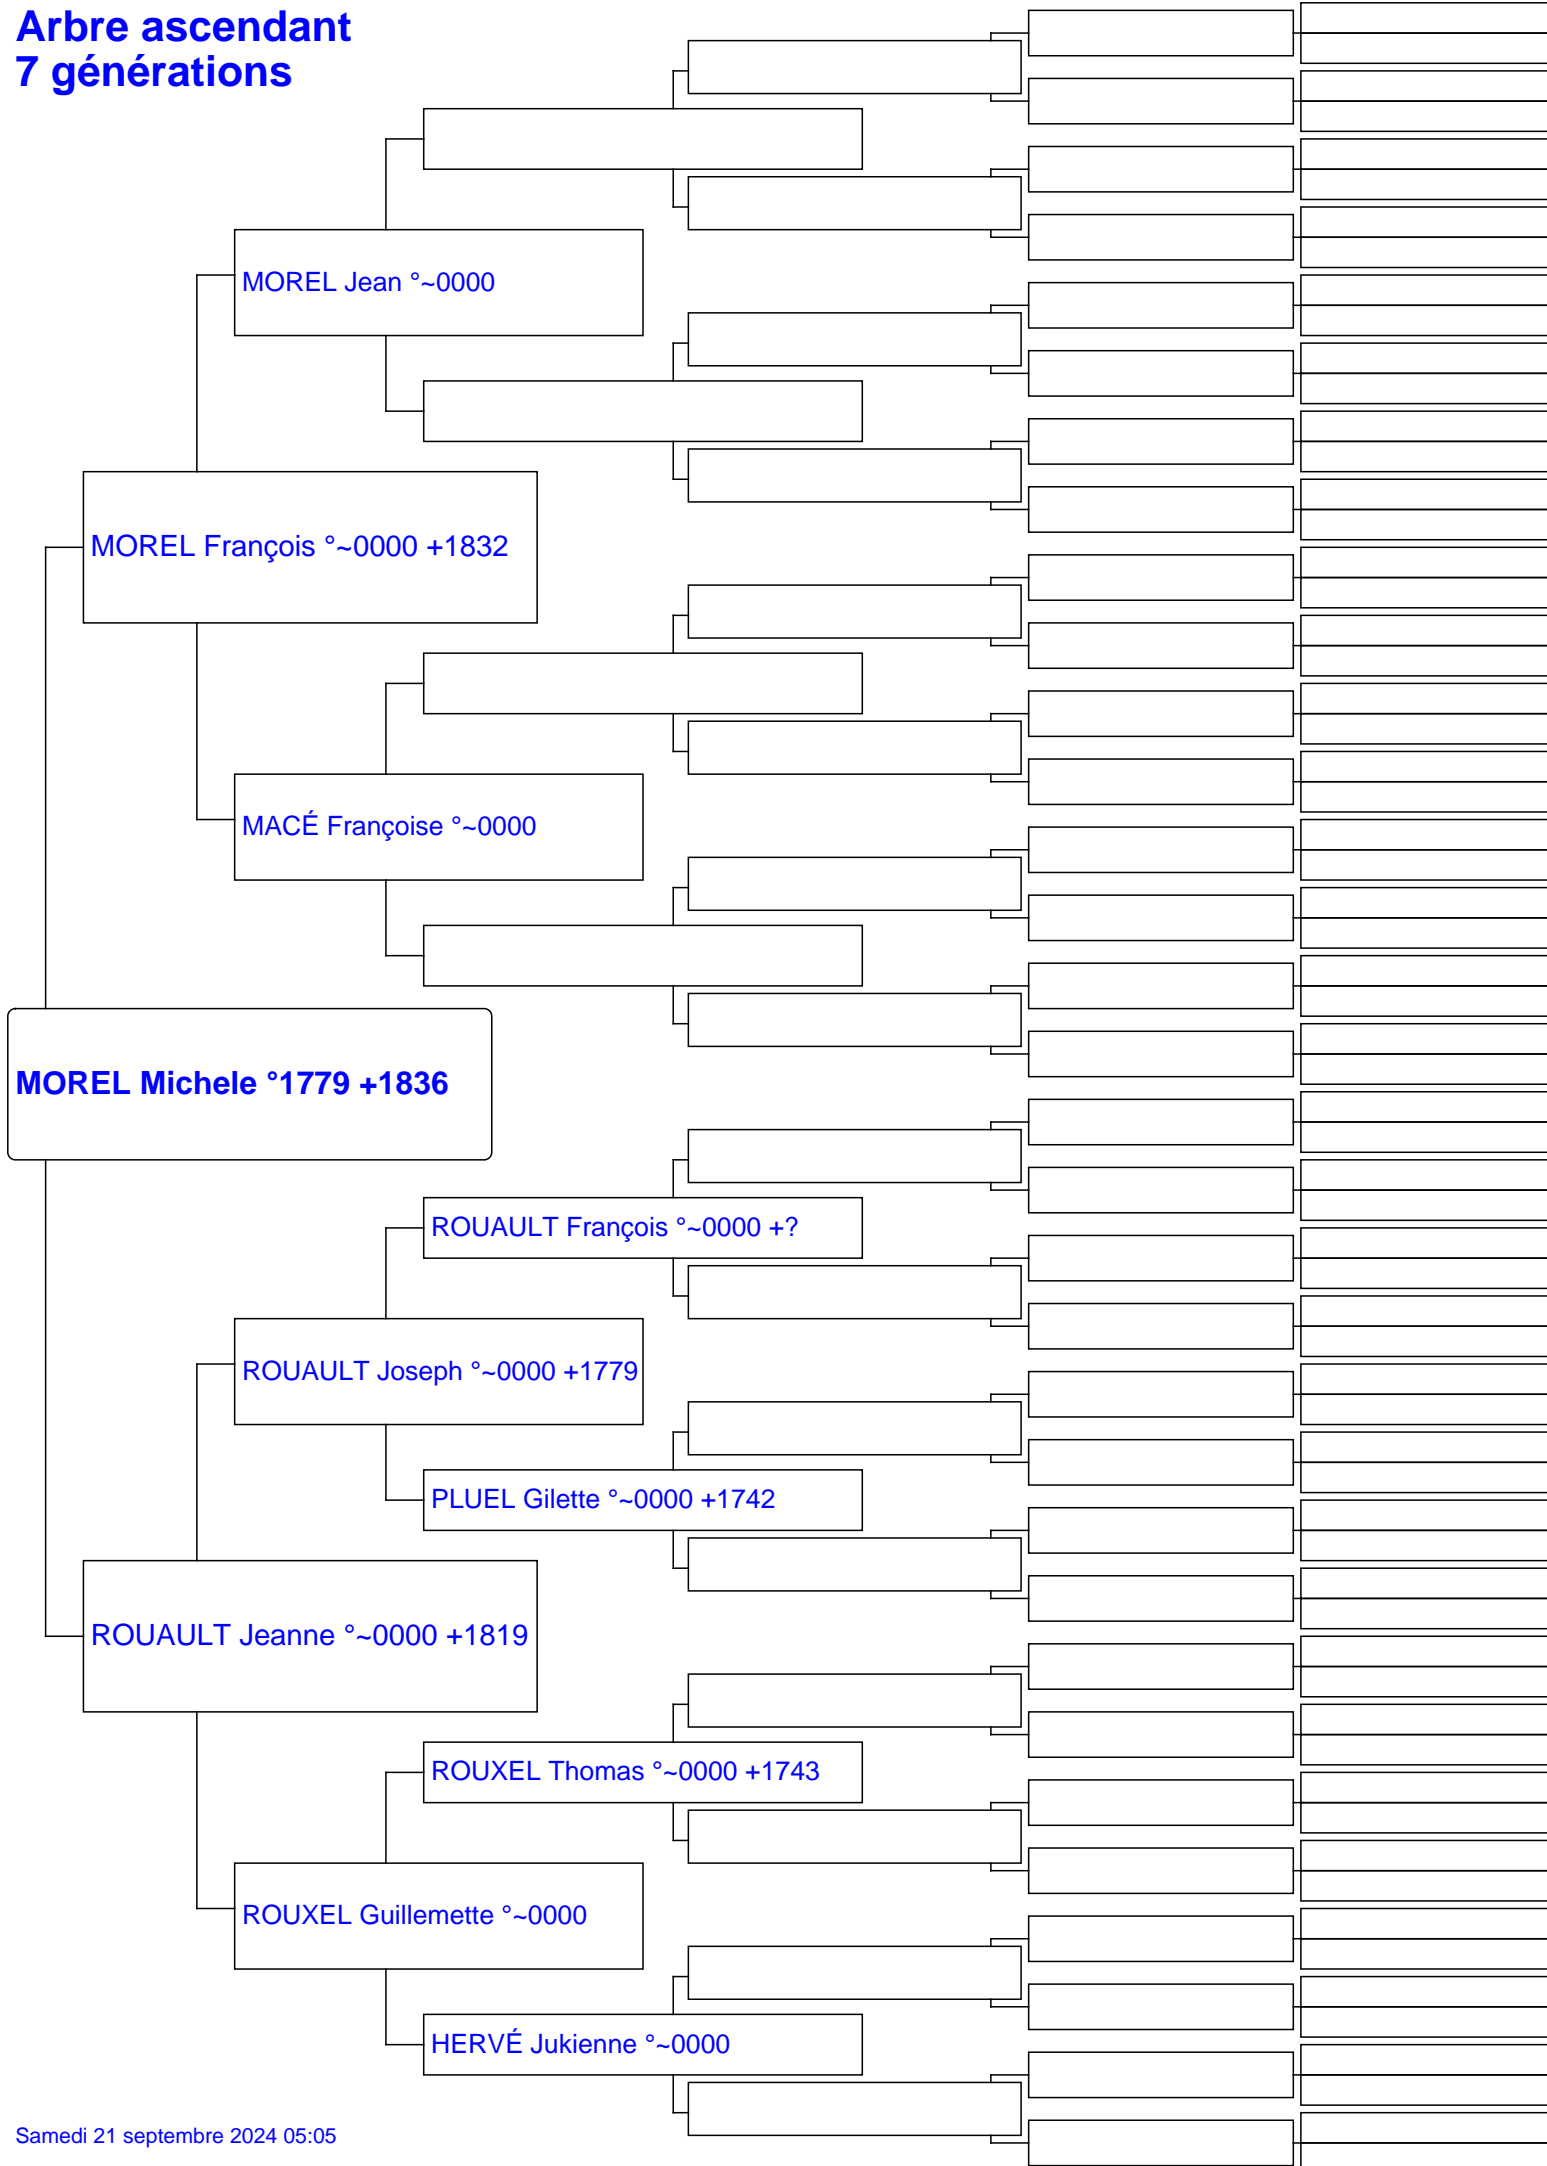 Arbre ascendant
7 générations
MOREL Jean °~0000
MOREL François °~0000 +1832
MACÉ Françoise °~0000
MOREL Michele °1779 +1836
ROUAULT François °~0000 +?
ROUAULT Joseph °~0000 +1779
PLUEL Gilette °~0000 +1742
ROUAULT Jeanne °~0000 +1819
ROUXEL Thomas °~0000 +1743
ROUXEL Guillemette °~0000
HERVÉ Jukienne °~0000
Samedi 21 septembre 2024 05:05